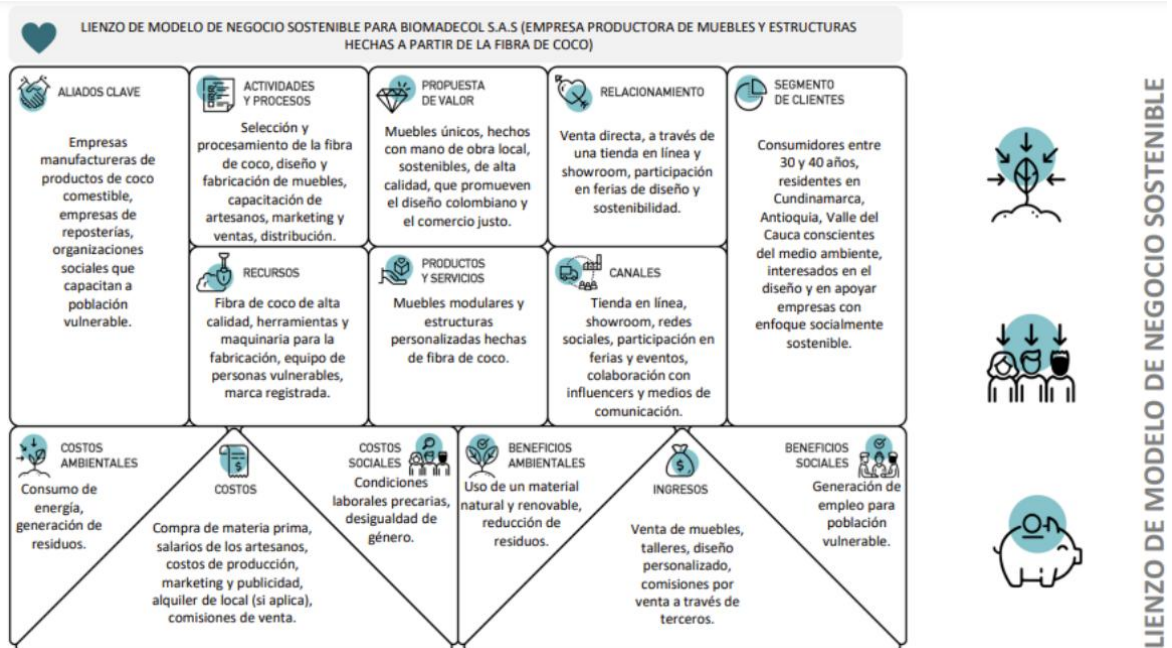 LIENZO DE MODELO DE NEGOCIO SOSTENIBLE PARA BIOMADECOL S.A.S (EMPRESA PRODUCTORA DE MUEBLES Y ESTRUCTURAS
HECHAS A PARTIR DE LA FIBRA DE COCO)
ALIADOS CLAVE
Empresas
manufactureras de
productos de coco
comestible,
empresas de
reposterías,
organizaciones
sociales que
capacitan a
población
vulnerable.
ACTIVIDADES
Y PROCESOS
Selección y
procesamiento de la fibra
de coco, diseño y
fabricación de muebles,
capacitación de
artesanos, marketing y
ventas, distribución.
RECURSOS
Fibra de coco de alta
calidad, herramientas y
maquinaria para la
fabricación, equipo de
personas vulnerables,
marca registrada.
PROPUESTA
DE VALOR
Muebles únicos, hechos
con mano de obra local,
sostenibles, de alta
calidad, que promueven
el diseño colombiano y
el comercio justo.
PRODUCTOS
Y SERVICIOS
Muebles modulares y
estructuras
personalizadas hechas
de fibra de coco.
RELACIONAMIENTO
Venta directa, a través de
una tienda en línea y
showroom, participación
en ferias de diseño y
sostenibilidad.
CANALES
Tienda en línea,
showroom, redes
sociales, participación en
ferias y eventos,
colaboración con
influencers y medios de
comunicación.
SEGMENTO
DE CLIENTES
Consumidores entre
30 y 40 años,
residentes en
Cundinamarca,
Antioquia, Valle del
Cauca conscientes
del medio ambiente,
interesados en el
diseño y en apoyar
empresas con
enfoque socialmente
sostenible.
COSTOS
AMBIENTALES
Consumo de
energía,
generación de
residuos.
$
COSTOS
Compra de materia prima,
salarios de los artesanos,
costos de producción,
marketing y publicidad,
alquiler de local (si aplica),
comisiones de venta.
COSTOS
SOCIALES
Condiciones
laborales precarias,
desigualdad de
género.
BENEFICIOS
AMBIENTALES
Uso de un material
natural y renovable,
reducción de
residuos.
$
INGRESOS
Venta de muebles,
talleres, diseño
personalizado,
comisiones por
venta a través de
terceros.
BENEFICIOS
SOCIALES
Generación de
empleo para
población
vulnerable.
LIENZO DE MODELO DE NEGOCIO SOSTENIBLE